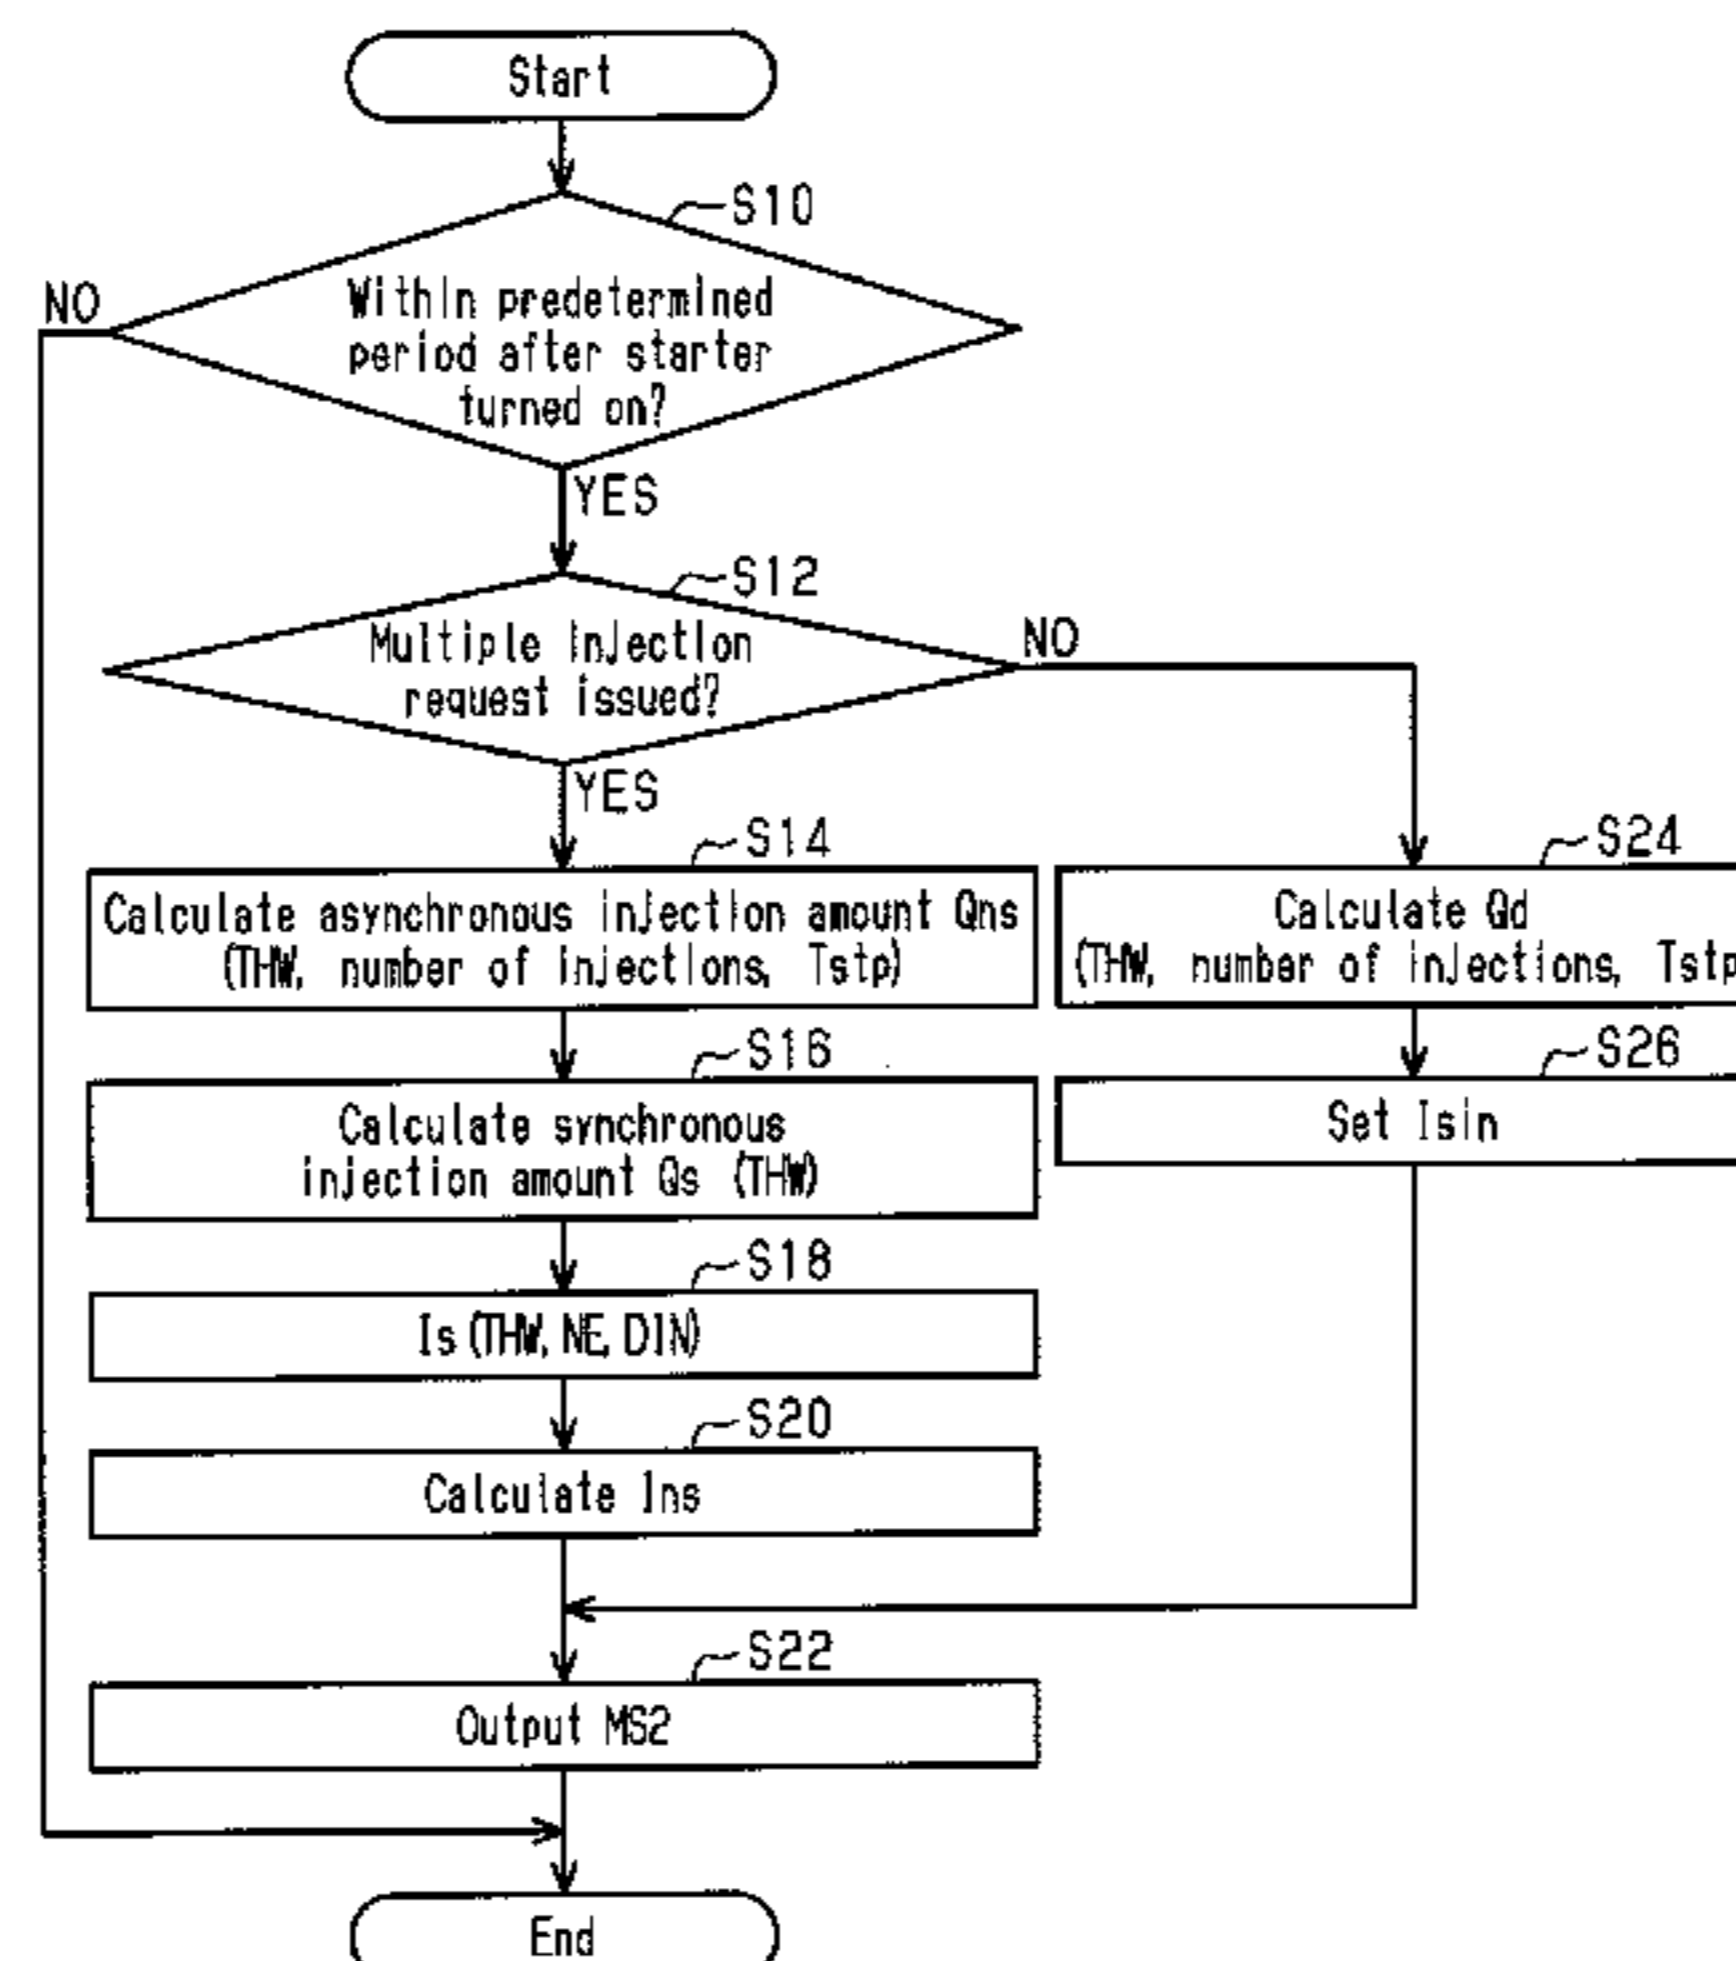 Start
S10
NO
Within predetermined
period after starter
turned on?
YES
S12
Multiple injection
request issued?
NO
YES
S14
Calculate asynchronous injection amount Qns
(THW, number of injections, Tstp)
S24
Calculate Qd
(THW, number of injections, Tstp
S16
Calculate synchronous
injection amount Qs (THW)
S26
Set Isin
S18
Is (THW, NE, DIN)
S20
Calculate Ins
S22
Output MS2
End